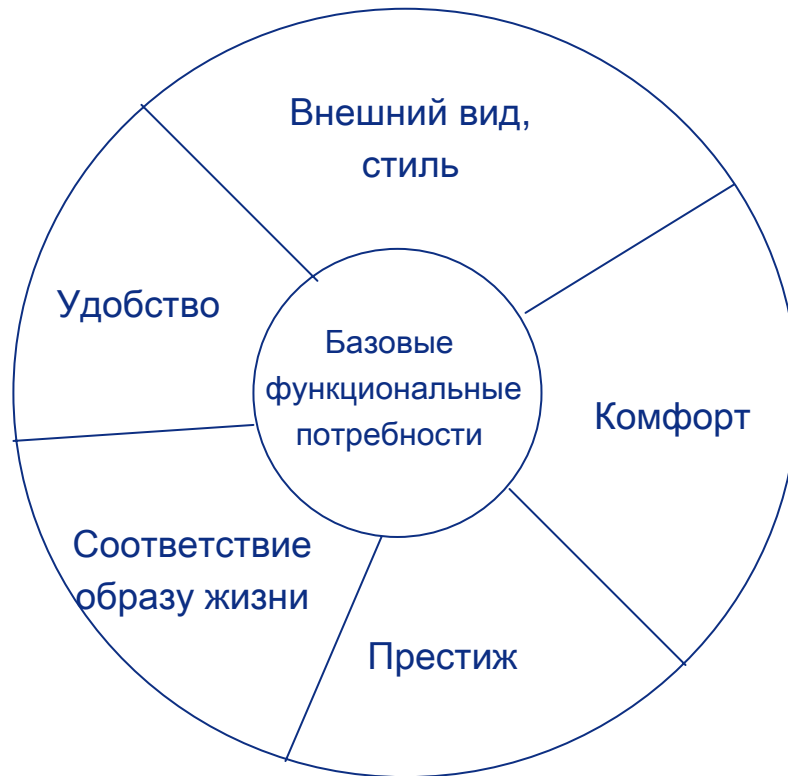 Внешний вид,
стиль
Удобство
Базовые
функциональные
потребности
Комфорт
Соответствие
образу жизни
Престиж